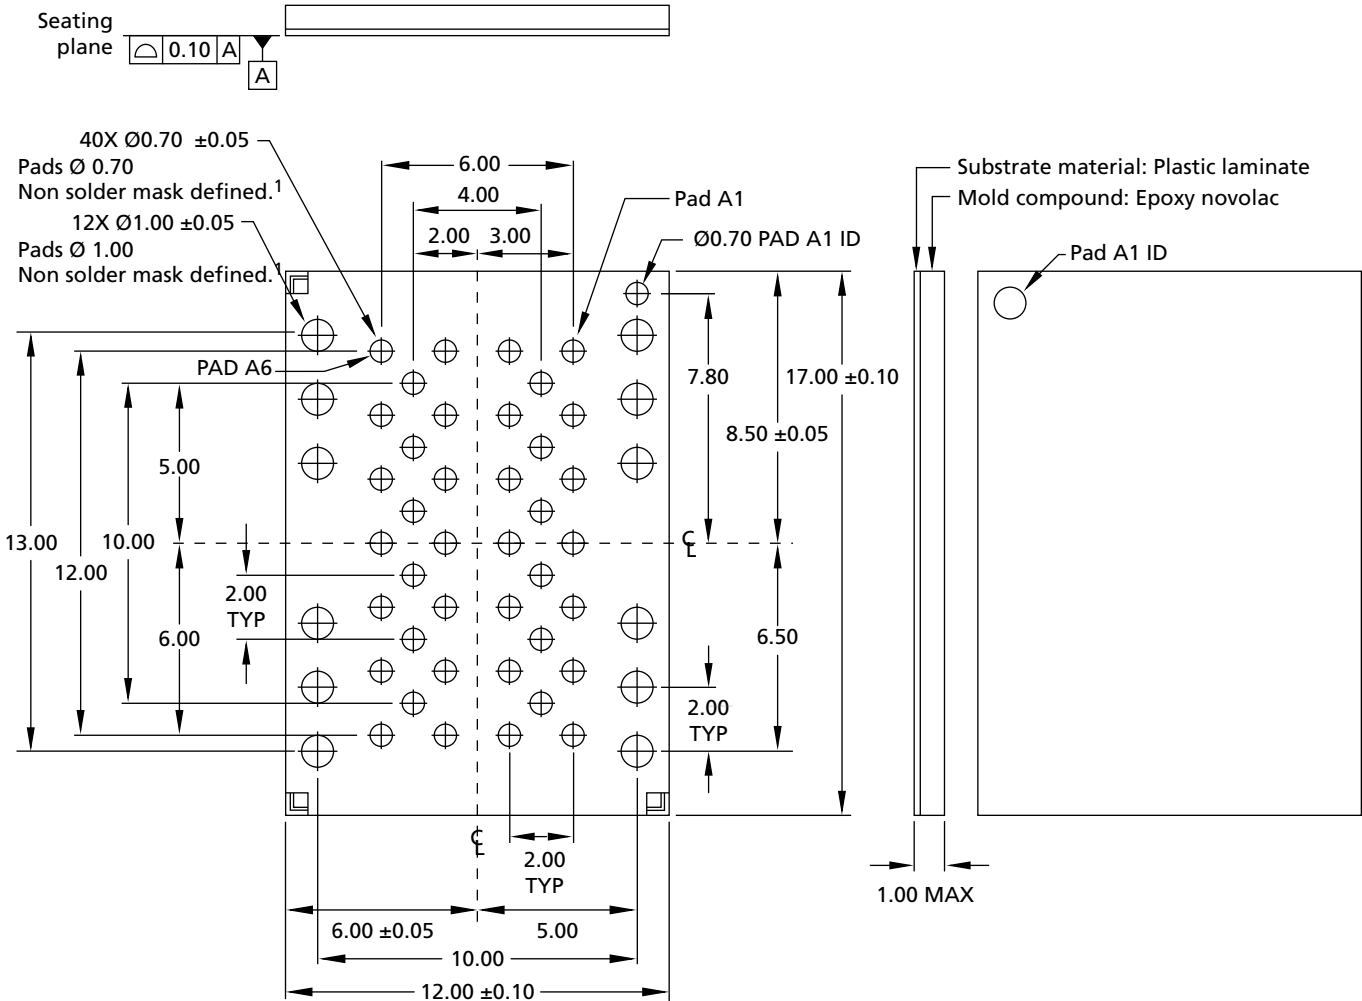 Seating
plane
0.10 A
A
40X Ø0.70 ±0.05
Pads Ø 0.70
Non solder mask defined.1
12X Ø1.00 ±0.05
Pads Ø 1.00
Non solder mask defined.1
6.00
4.00
2.00
3.00
Pad A1
Ø0.70 PAD A1 ID
Substrate material: Plastic laminate
Mold compound: Epoxy novolac
Pad A1 ID
PAD A6
7.80
17.00 ±0.10
8.50 ±0.05
5.00
13.00
10.00
12.00
2.00
TYP
6.00
CL
6.50
2.00
TYP
CL
2.00
TYP
1.00 MAX
6.00 ±0.05
5.00
10.00
12.00 ±0.10